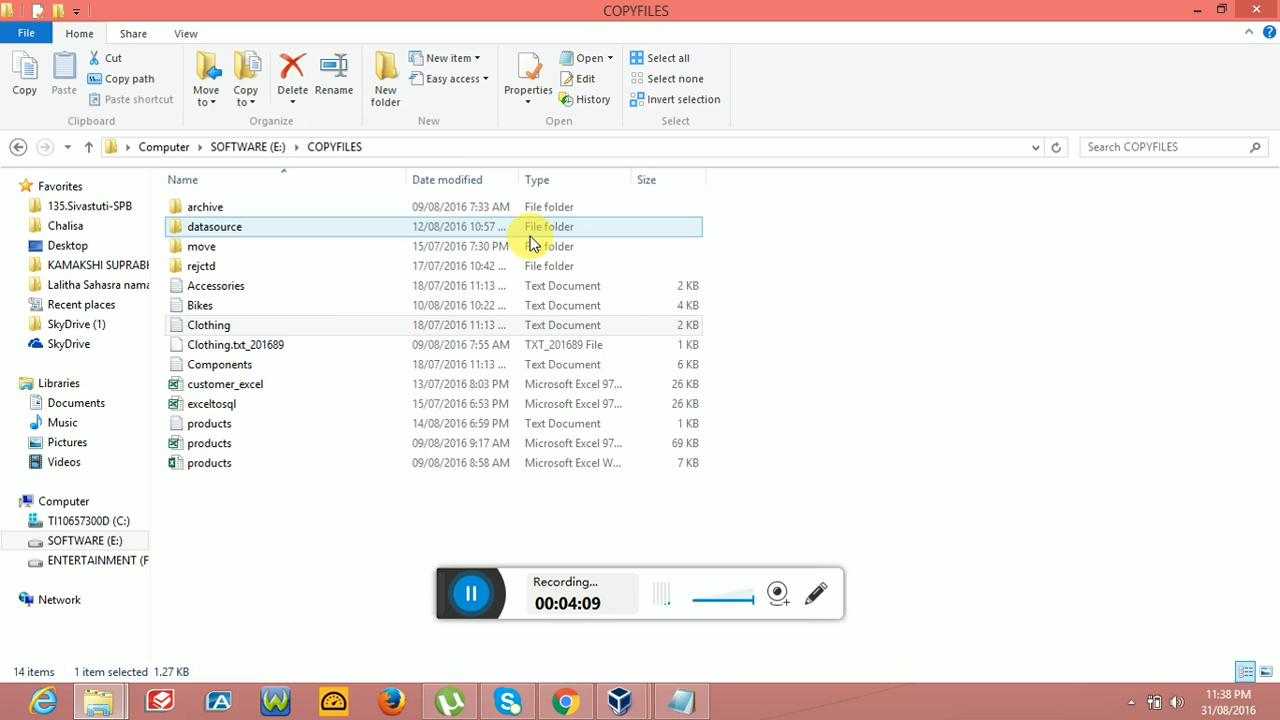 COPYFILES
File Home Share View
Copy Paste Cut Copy path Paste shortcut
Move to Copy to Delete Rename
New folder New item Easy access
Properties Open Edit History
Select all Select none Invert selection
Clipboard Organize New Open Select
Computer SOFTWARE (E:) COPYFILES Search COPYFILES
Name Date modified Type Size
archive 09/08/2016 7:33 AM File folder
datasource 12/08/2016 10:57 ... File folder
move 15/07/2016 7:30 PM File folder
rejctd 17/07/2016 10:42 ... File folder
Accessories 18/07/2016 11:13 ... Text Document 2 KB
Bikes 10/08/2016 10:22 ... Text Document 4 KB
Clothing 18/07/2016 11:13 ... Text Document 2 KB
Clothing.txt_201689 09/08/2016 7:55 AM TXT_201689 File 1 KB
Components 18/07/2016 11:13 ... Text Document 6 KB
customer_excel 13/07/2016 8:03 PM Microsoft Excel 97... 26 KB
exceltosql 15/07/2016 6:53 PM Microsoft Excel 97... 26 KB
products 14/08/2016 6:59 PM Text Document 1 KB
products 09/08/2016 9:17 AM Microsoft Excel 97... 69 KB
products 09/08/2016 8:58 AM Microsoft Excel W... 7 KB
Favorites
135.Sivastuti-SPB
Chalisa
Desktop
KAMAKSHI SUPRABH
Lalitha Sahasra nama
Recent places
SkyDrive (1)
SkyDrive
Libraries
Documents
Music
Pictures
Videos
Computer
TI10657300D (C:)
SOFTWARE (E:)
ENTERTAINMENT (F
Network
Recording...
00:04:09
14 items 1 item selected 1.27 KB
11:38 PM
31/08/2016